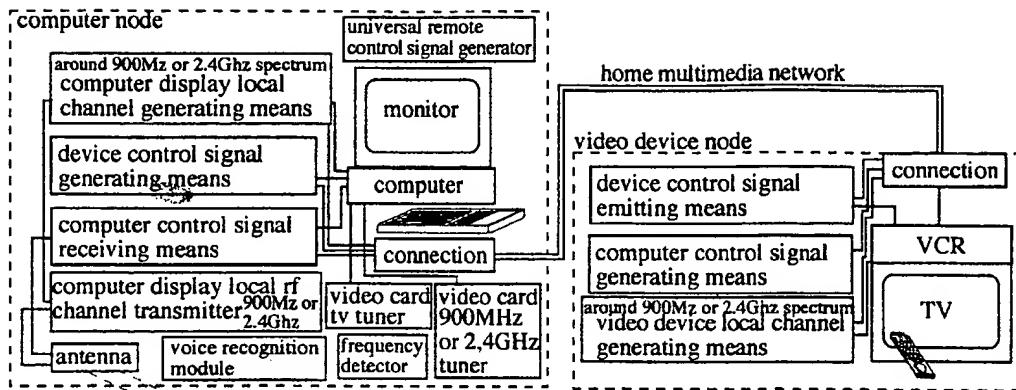 computer node
universal remote
control signal generator
around 900Mz or 2.4Ghz spectrum
computer display local
channel generating means
monitor
device control signal
generating means
computer
computer control signal
receiving means
connection
computer display local rf
channel transmitter 900Mz or
2.4Ghz
antenna
voice recognition
module
video card
tv tuner
frequency
detector
video card
900MHz
or 2,4GHz
tuner
home multimedia network
video device node
connection
device control signal
emitting means
VCR
computer control signal
generating means
TV
around 900Mz or 2.4Ghz spectrum
video device local channel
generating means